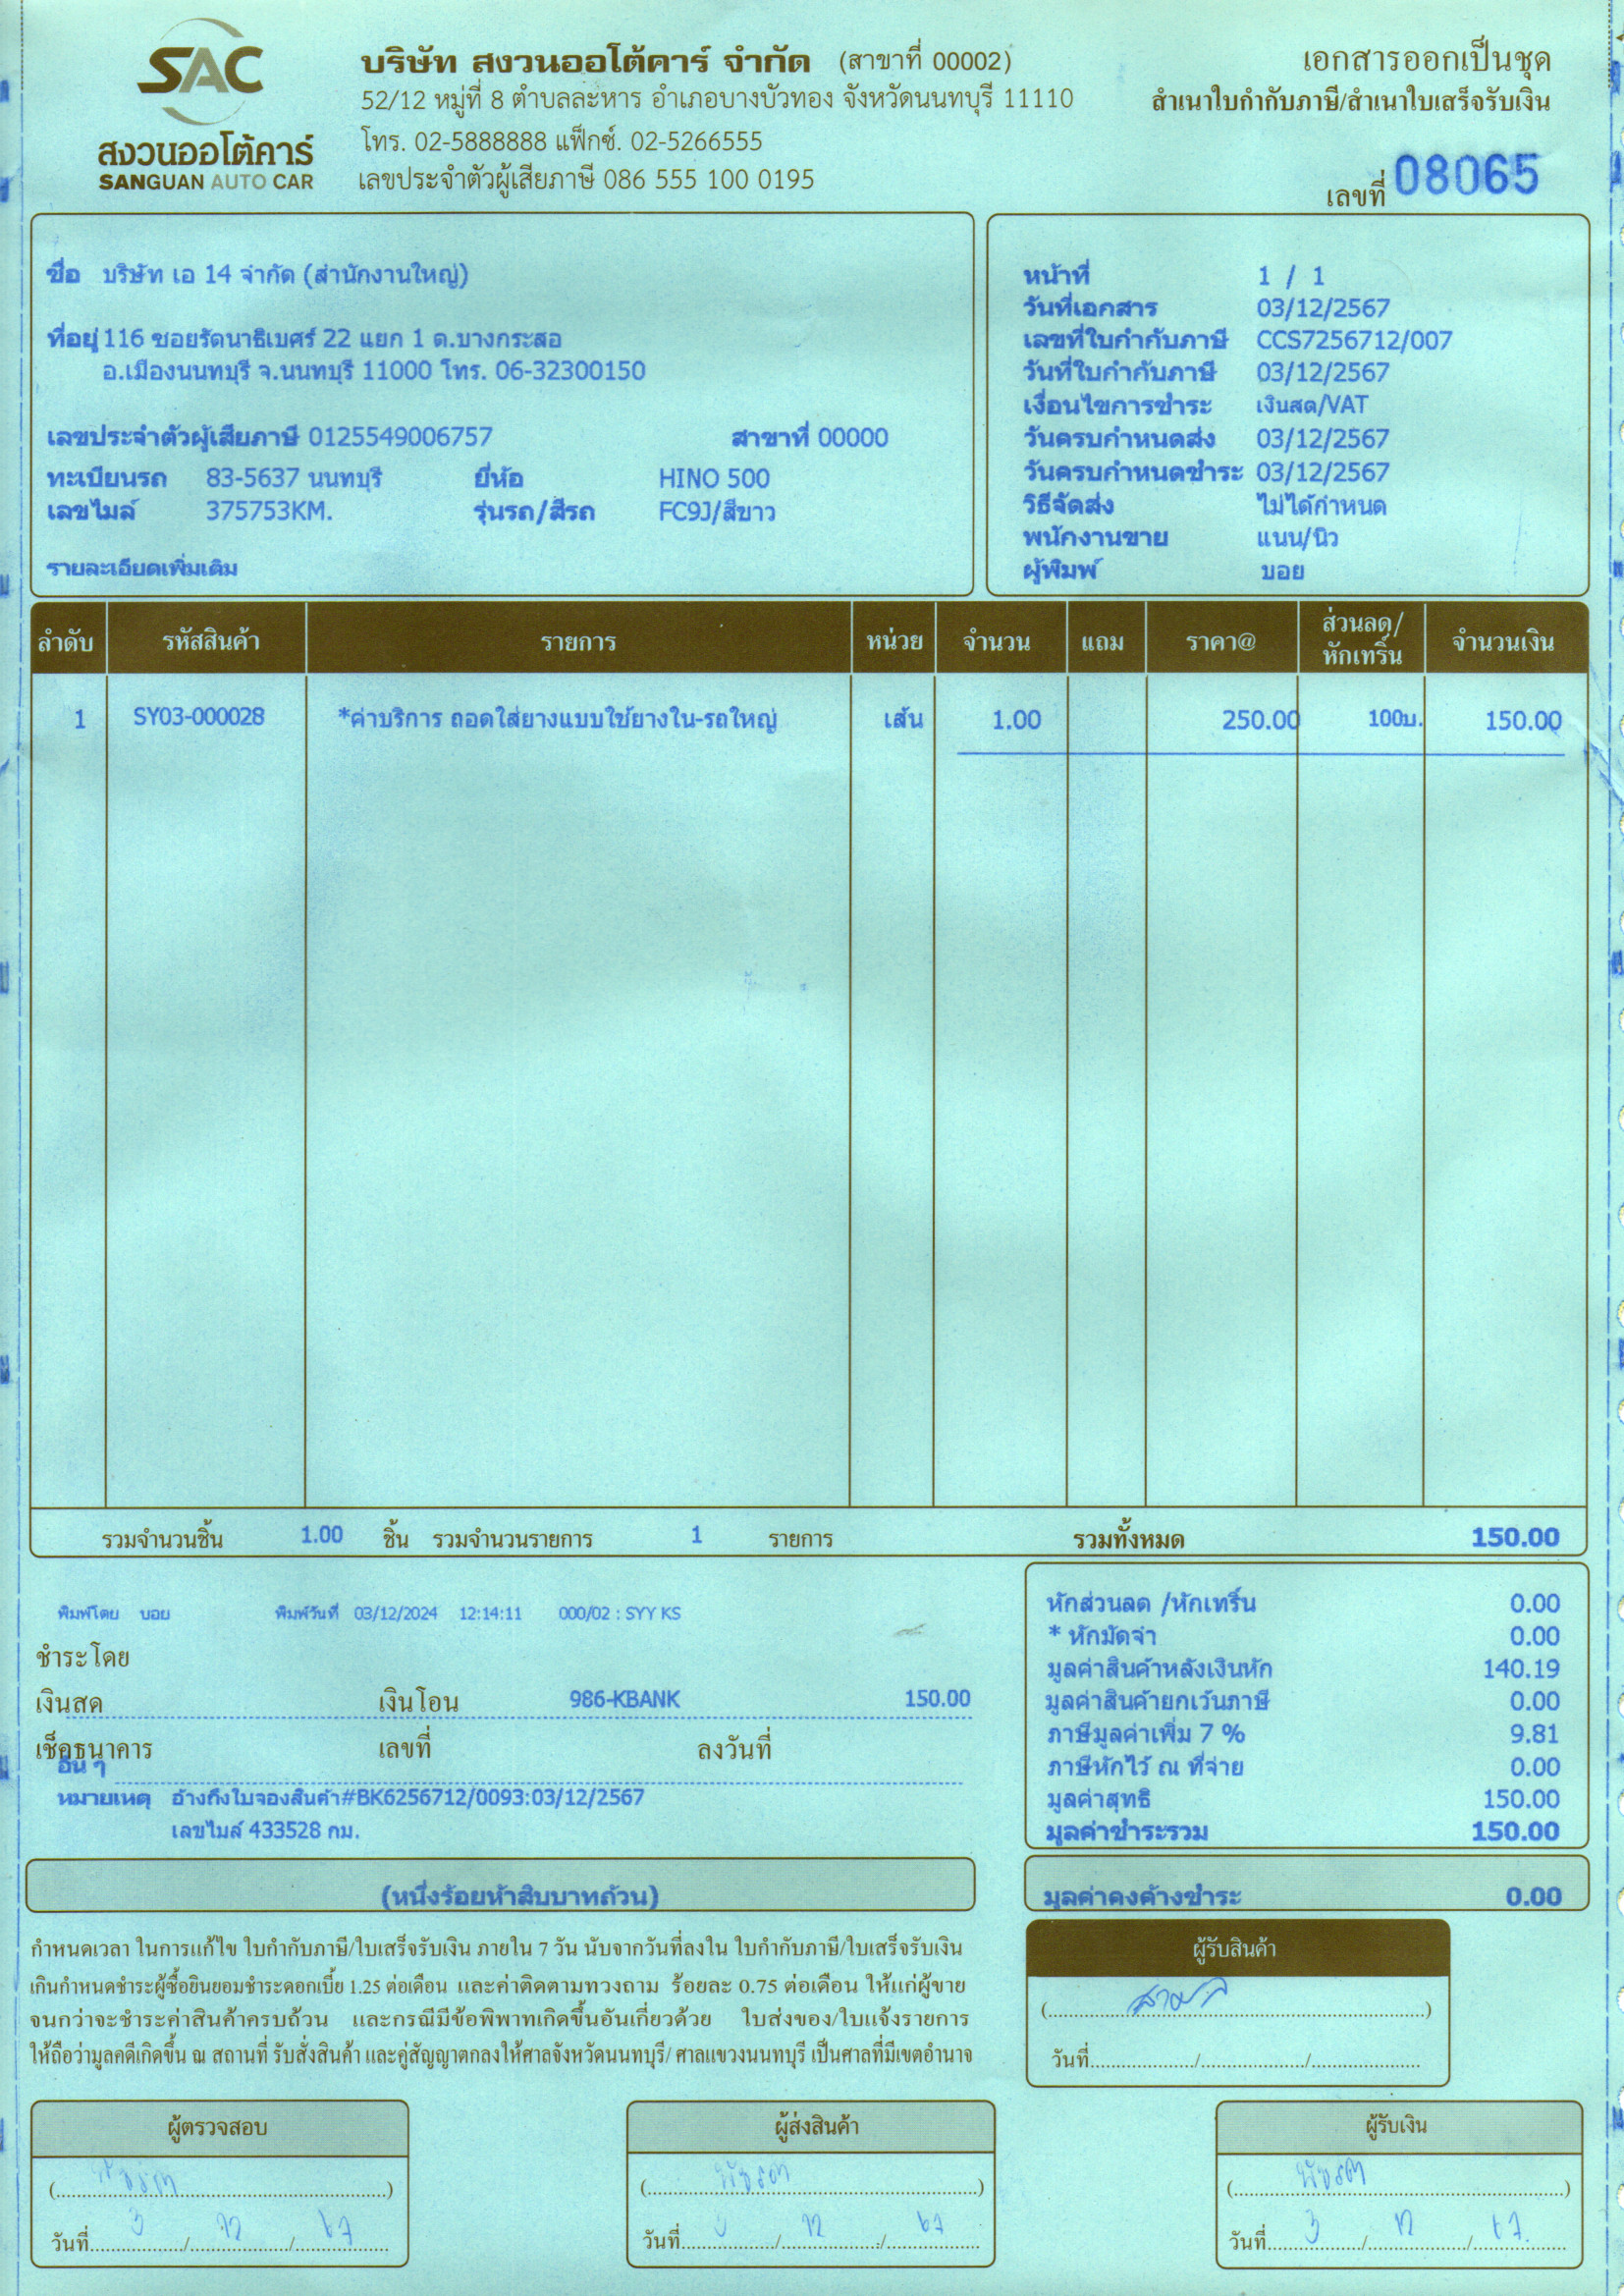 SAC
สงวนออโต้คาร์
SANGUAN AUTO CAR
บริษัท สงวนออโต้คาร์ จำกัด (สาขาที่ 00002)
52/12 หมู่ที่ 8 ตำบลละหาร อำเภอบางบัวทอง จังหวัดนนทบุรี 11110
โทร. 02-5888888 แฟ็กซ์. 02-5266555
เลขประจำตัวผู้เสียภาษี 086 555 100 0195
เอกสารออกเป็นชุด
สำเนาใบกำกับภาษี/สำเนาใบเสร็จรับเงิน
เลขที่ 08065
ชื่อ บริษัท เอ 14 จำกัด (สำนักงานใหญ่)
ที่อยู่ 116 ซอยรัตนาธิเบศร์ 22 แยก 1 ต.บางกระสอ
อ.เมืองนนทบุรี จ.นนทบุรี 11000 โทร. 06-32300150
เลขประจำตัวผู้เสียภาษี 0125549006757 สาขาที่ 00000
ทะเบียนรถ 83-5637 นนทบุรี ยี่ห้อ HINO 500
เลขไมล์ 375753KM. รุ่นรถ/สีรถ FC9J/สีขาว
รายละเอียดเพิ่มเติม
หน้าที่ 1 / 1
วันที่เอกสาร 03/12/2567
เลขที่ใบกำกับภาษี CCS7256712/007
วันที่ใบกำกับภาษี 03/12/2567
เงื่อนไขการชำระ เงินสด/VAT
วันครบกำหนดส่ง 03/12/2567
วันครบกำหนดชำระ 03/12/2567
วิธีจัดส่ง ไม่ได้กำหนด
พนักงานขาย แนน/นิว
ผู้พิมพ์ บอย
ลำดับ รหัสสินค้า รายการ หน่วย จำนวน แถม ราคา@ ส่วนลด/หักเทริ์น จำนวนเงิน
1 SY03-000028 *ค่าบริการ ถอดใส่ยางแบบใช้ยางใน-รถใหญ่ เส้น 1.00 250.00 100บ. 150.00
รวมจำนวนชิ้น 1.00 ชิ้น รวมจำนวนรายการ 1 รายการ รวมทั้งหมด 150.00
พิมพ์โดย บอย พิมพ์วันที่ 03/12/2024 12:14:11 000/02 : SYY KS
ชำระโดย
เงินสด เงินโอน 986-KBANK 150.00
เช็คธนาคาร เลขที่ ลงวันที่
อื่น ๆ
หมายเหตุ อ้างถึงใบจองสินค้า#BK6256712/0093:03/12/2567
เลขไมล์ 433528 กม.
หักส่วนลด /หักเทริ์น 0.00
* หักมัดจำ 0.00
มูลค่าสินค้าหลังเงินหัก 140.19
มูลค่าสินค้ายกเว้นภาษี 0.00
ภาษีมูลค่าเพิ่ม 7 % 9.81
ภาษีหักไว้ ณ ที่จ่าย 0.00
มูลค่าสุทธิ 150.00
มูลค่าชำระรวม 150.00
(หนึ่งร้อยห้าสิบบาทถ้วน)
มูลค่าคงค้างชำระ 0.00
กำหนดเวลา ในการแก้ไข ใบกำกับภาษี/ใบเสร็จรับเงิน ภายใน 7 วัน นับจากวันที่ลงใน ใบกำกับภาษี/ใบเสร็จรับเงิน
เกินกำหนดชำระผู้ซื้อยินยอมชำระดอกเบี้ย 1.25 ต่อเดือน และค่าติดตามทวงถาม ร้อยละ 0.75 ต่อเดือน ให้แก่ผู้ขาย
จนกว่าจะชำระค่าสินค้าครบถ้วน และกรณีมีข้อพิพาทเกิดขึ้นอันเกี่ยวด้วย ใบส่งของ/ใบแจ้งรายการ
ให้ถือว่ามูลคดีเกิดขึ้น ณ สถานที่ รับสั่งสินค้า และคู่สัญญาตกลงให้ศาลจังหวัดนนทบุรี/ ศาลแขวงนนทบุรี เป็นศาลที่มีเขตอำนาจ
ผู้รับสินค้า
วันที่
ผู้ตรวจสอบ
วันที่ 3 / 12 / 67
ผู้ส่งสินค้า
วันที่ 3 / 12 / 67
ผู้รับเงิน
วันที่ 3 / 12 / 67